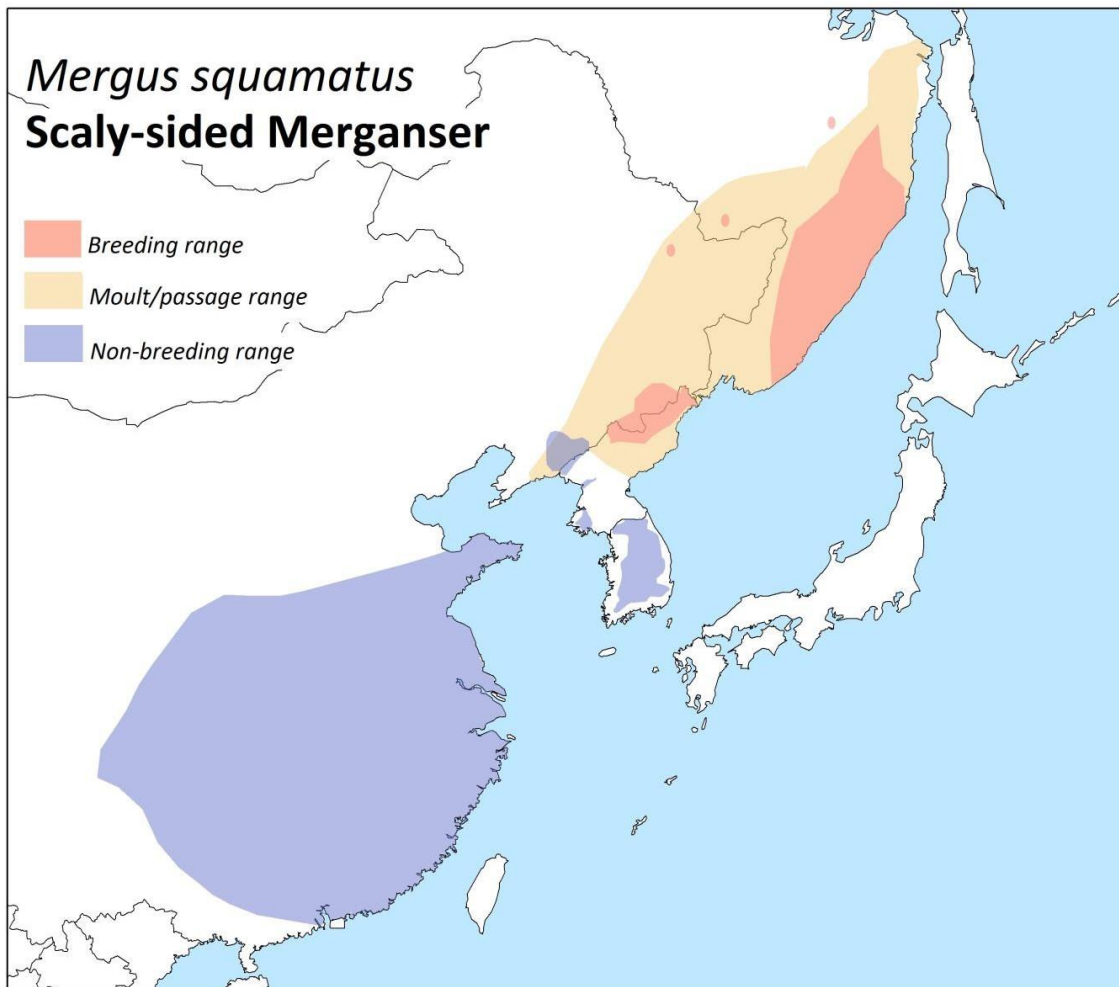 Mergus squamatus
Scaly-sided Merganser
Breeding range
Moult/passage range
Non-breeding range